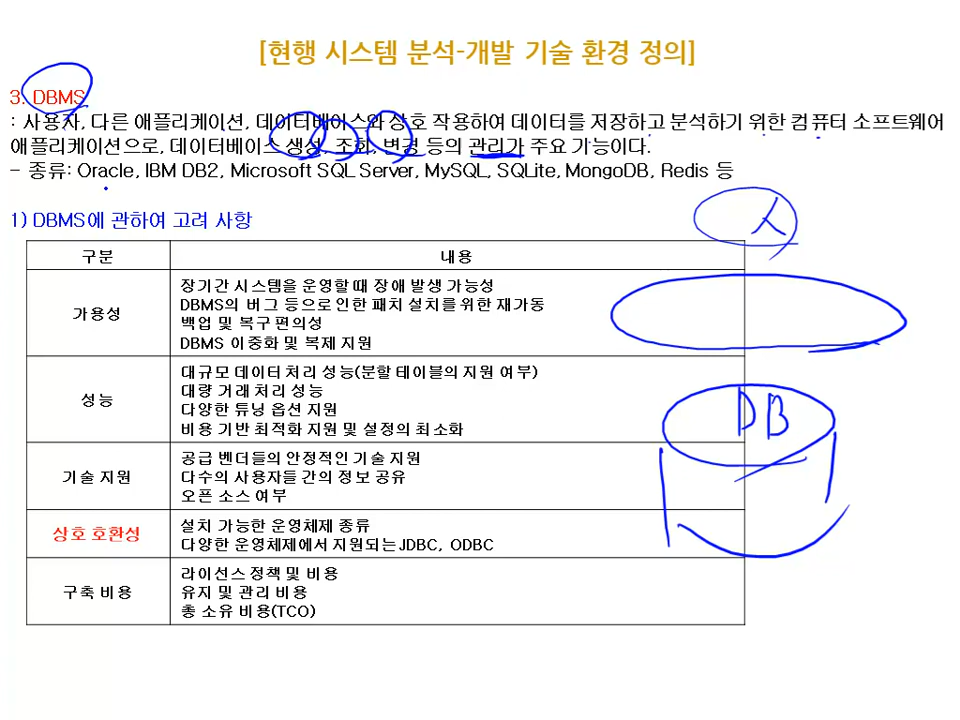 [현행 시스템 분석-개발 기술 환경 정의]
3. DBMS
: 사용자, 다른 애플리케이션, 데이터베이스와 상호 작용하여 데이터를 저장하고 분석하기 위한 컴퓨터 소프트웨어
애플리케이션으로, 데이터베이스 생성, 조회, 변경 등의 관리가 주요 기능이다.
- 종류: Oracle, IBM DB2, Microsoft SQL Server, MySQL, SQLite, MongoDB, Redis 등
1) DBMS에 관하여 고려 사항
구분 내용
가용성
장기간 시스템을 운영할 때 장애 발생 가능성
DBMS의 버그 등으로 인한 패치 설치를 위한 재가동
백업 및 복구 편의성
DBMS 이중화 및 복제 지원
성능
대규모 데이터 처리 성능(분할 테이블의 지원 여부)
대량 거래 처리 성능
다양한 튜닝 옵션 지원
비용 기반 최적화 지원 및 설정의 최소화
기술 지원
공급 벤더들의 안정적인 기술 지원
다수의 사용자들 간의 정보 공유
오픈 소스 여부
상호 호환성
설치 가능한 운영체제 종류
다양한 운영체제에서 지원되는 JDBC, ODBC
구축 비용
라이선스 정책 및 비용
유지 및 관리 비용
총 소유 비용(TCO)
DB